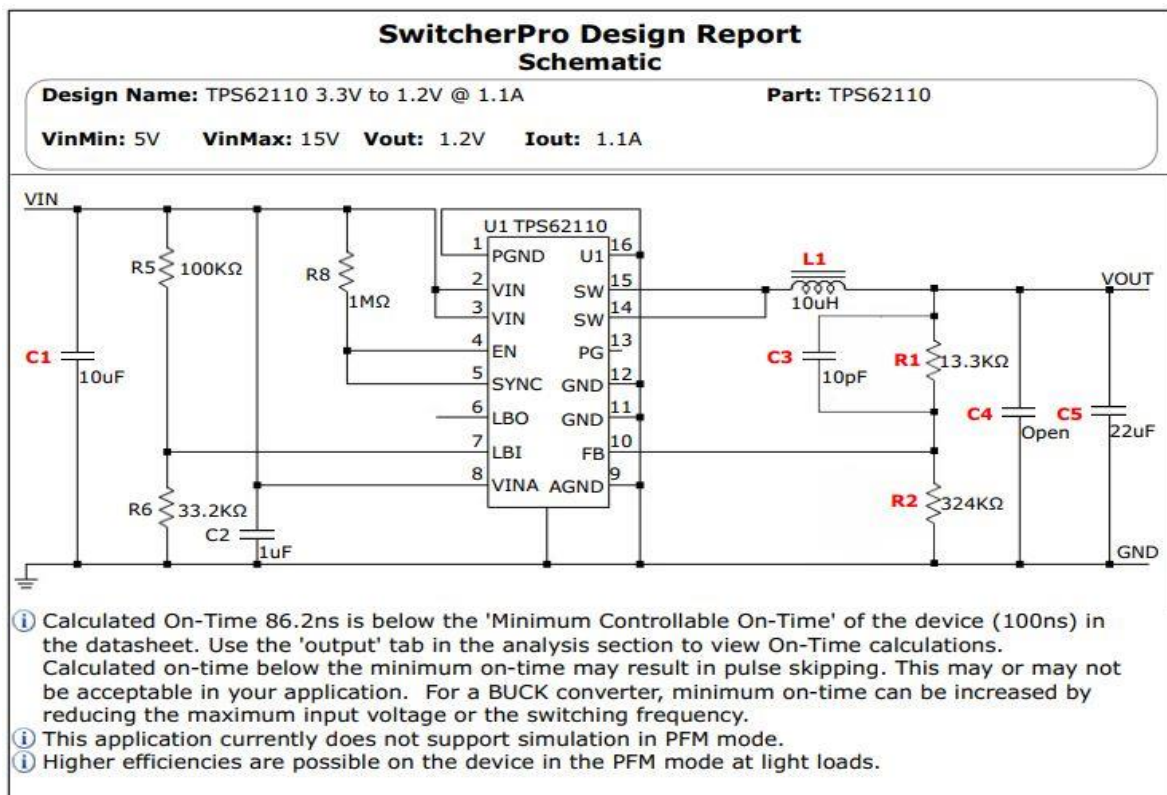 SwitcherPro Design Report
Schematic
Design Name: TPS62110 3.3V to 1.2V @ 1.1A
Part: TPS62110
VinMin: 5V VinMax: 15V Vout: 1.2V Iout: 1.1A
VIN
U1 TPS62110
1 PGND U1 16
2 VIN SW 15
3 VIN SW 14
4 EN PG 13
5 SYNC GND 12
6 LBO GND 11
7 LBI FB 10
8 VINA AGND 9
R5 100KΩ
R8
1MΩ
L1
10uH
VOUT
C1
10uF
C3
10pF
R1 13.3KΩ
C4
Open
C5
22uF
R6 33.2KΩ
C2
1uF
R2 324KΩ
GND
i Calculated On-Time 86.2ns is below the 'Minimum Controllable On-Time' of the device (100ns) in
the datasheet. Use the 'output' tab in the analysis section to view On-Time calculations.
Calculated on-time below the minimum on-time may result in pulse skipping. This may or may not
be acceptable in your application. For a BUCK converter, minimum on-time can be increased by
reducing the maximum input voltage or the switching frequency.
i This application currently does not support simulation in PFM mode.
i Higher efficiencies are possible on the device in the PFM mode at light loads.